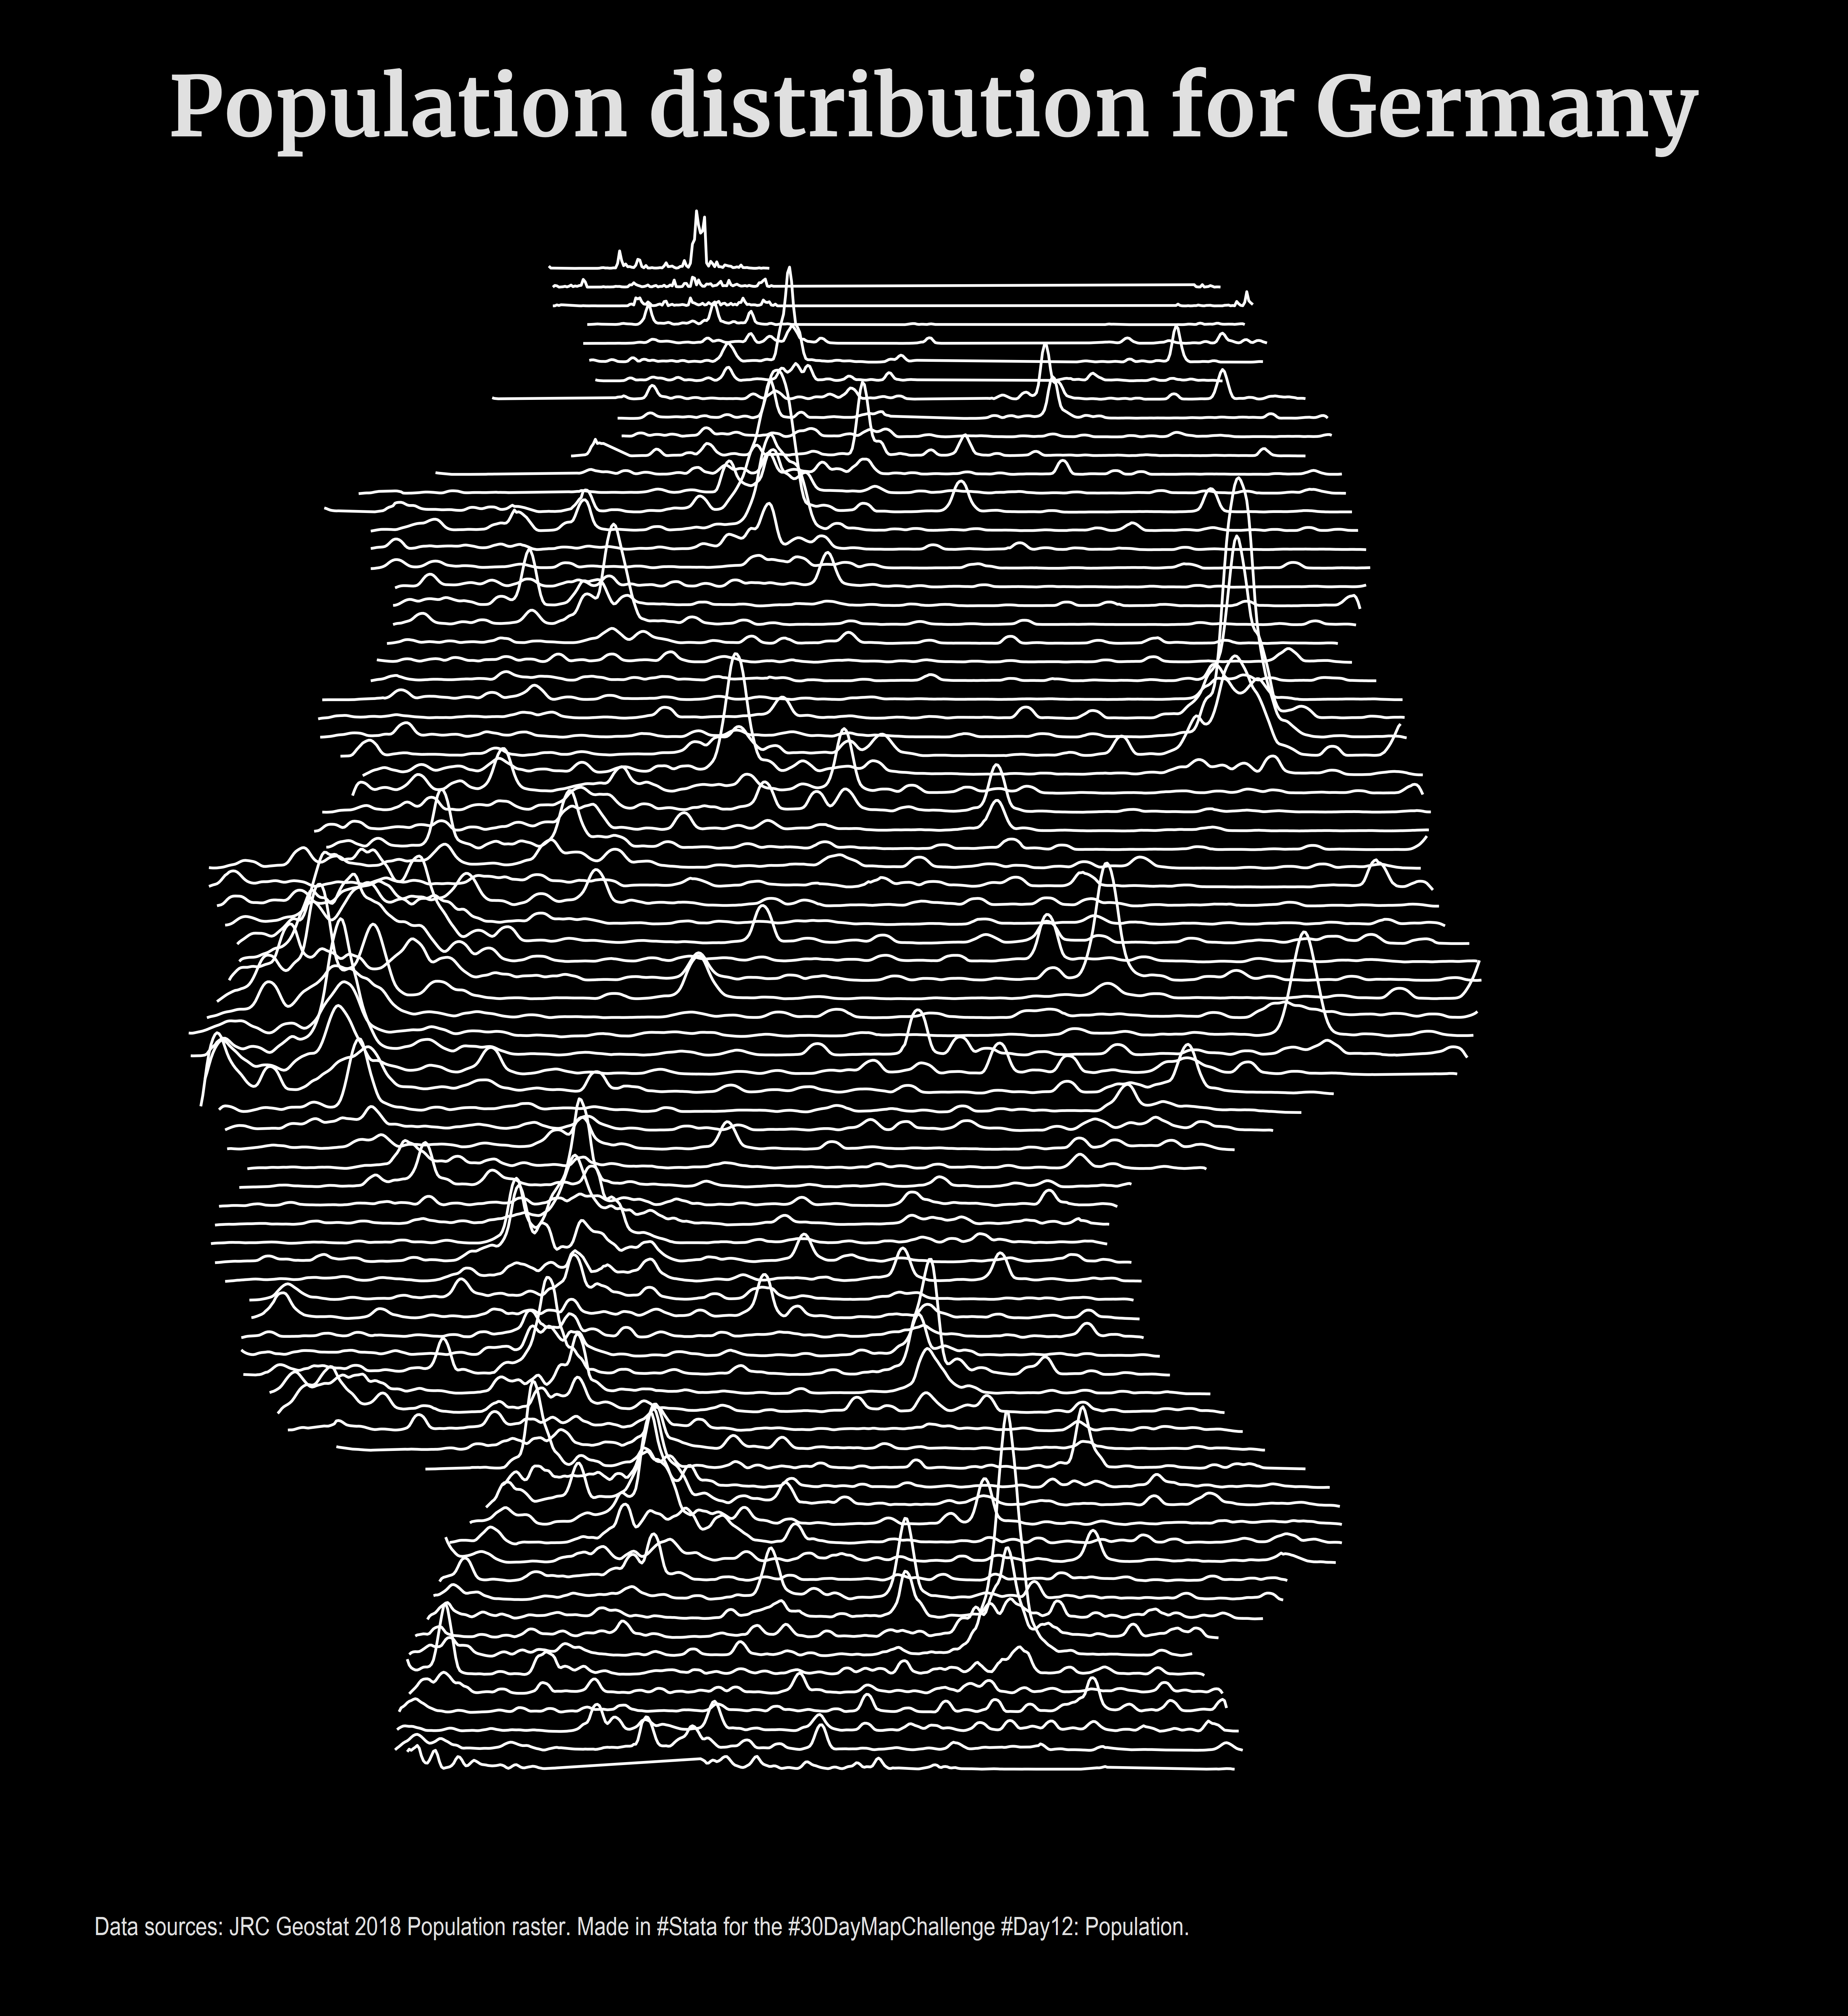 Population distribution for Germany
Data sources: JRC Geostat 2018 Population raster. Made in #Stata for the #30DayMapChallenge #Day12: Population.